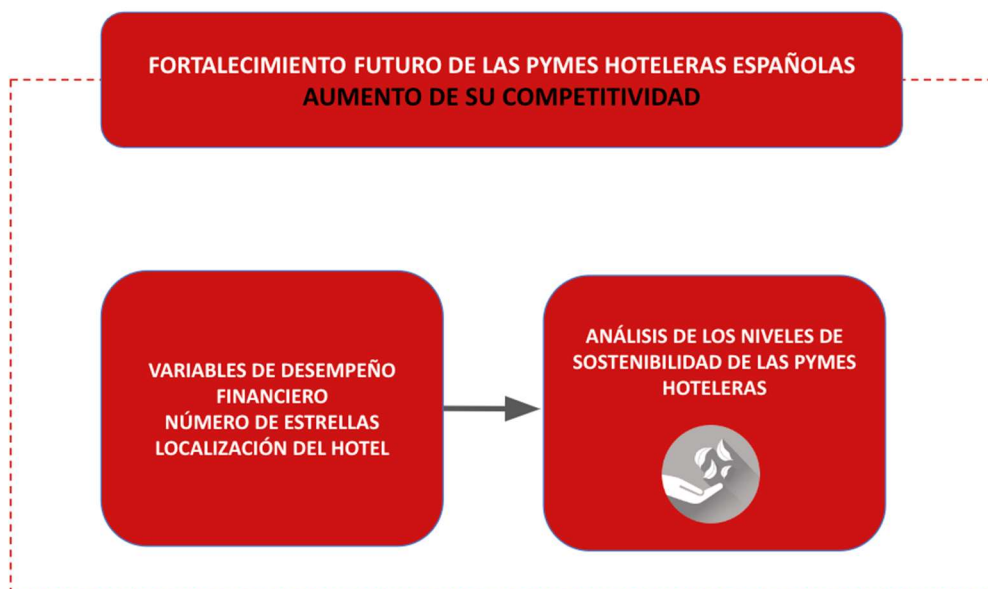 FORTALECIMIENTO FUTURO DE LAS PYMES HOTELERAS ESPAÑOLAS
AUMENTO DE SU COMPETITIVIDAD
VARIABLES DE DESEMPEÑO
FINANCIERO
NÚMERO DE ESTRELLAS
LOCALIZACIÓN DEL HOTEL
ANÁLISIS DE LOS NIVELES DE
SOSTENIBILIDAD DE LAS PYMES
HOTELERAS